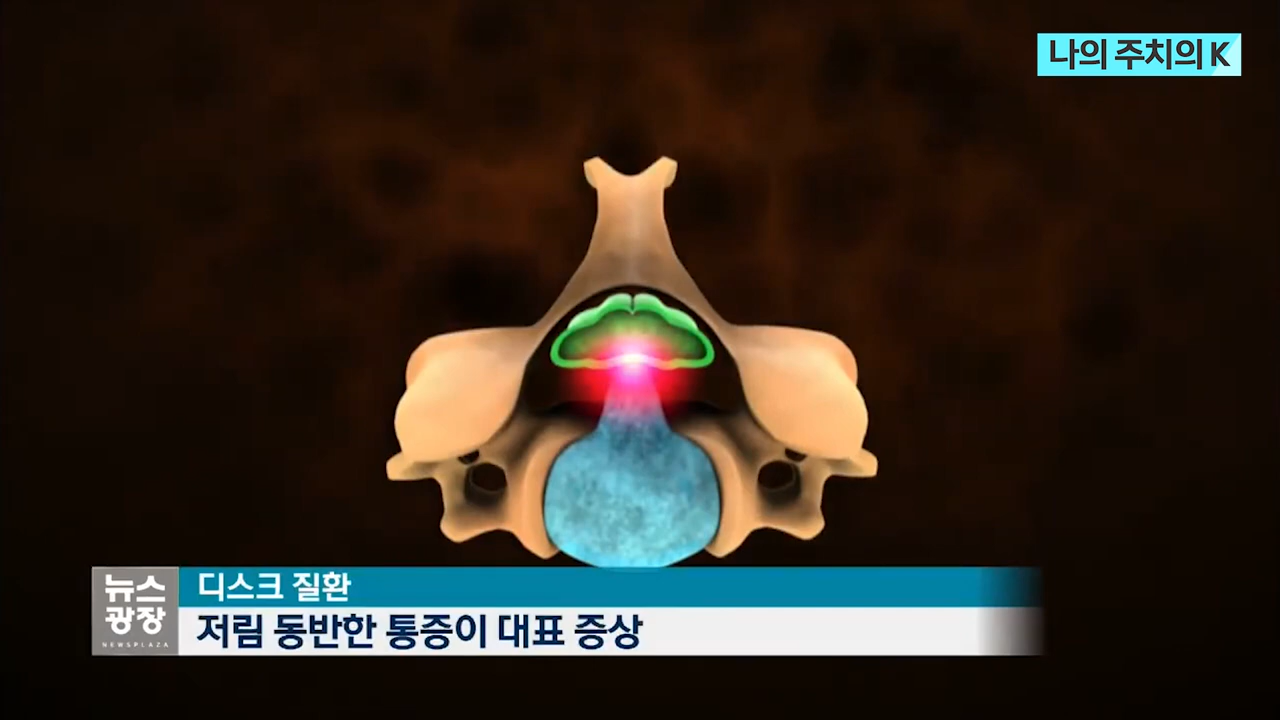 나의 주치의 K
뉴스
광장
NEWSPLAZA
디스크 질환
저림 동반한 통증이 대표 증상